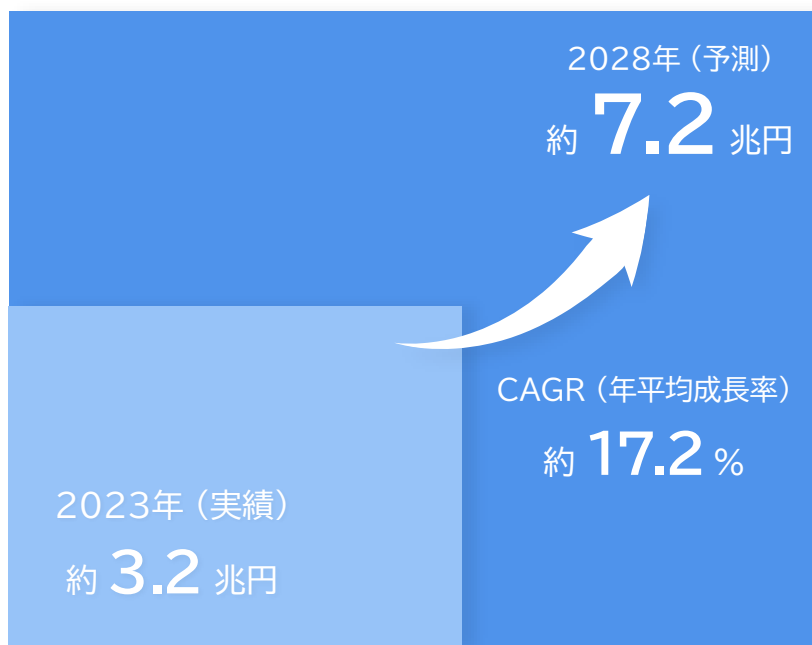 2028年（予測）
約 7.2 兆円
CAGR（年平均成長率）
約 17.2 %
2023年（実績）
約 3.2 兆円